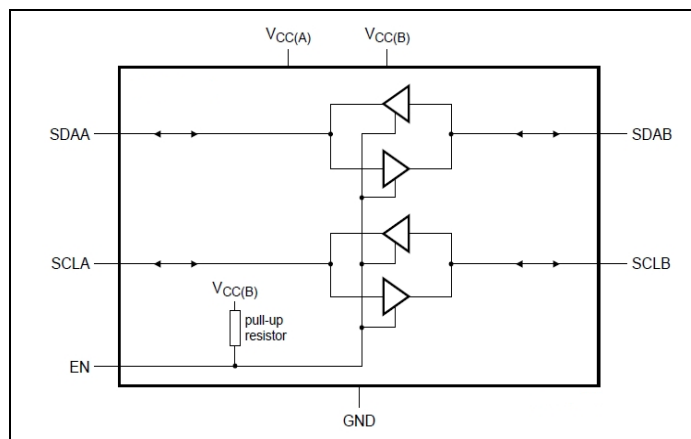 VCC(A) VCC(B)
SDAA SDAB
SCLA SCLB
VCC(B)
pull-up
resistor
EN
GND